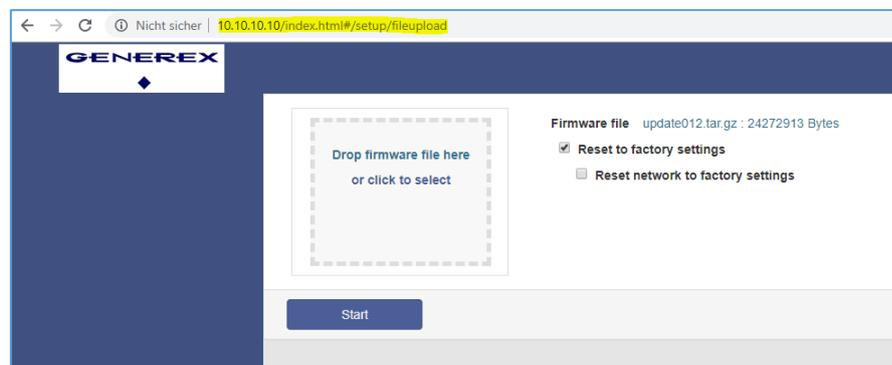 Nicht sicher | 10.10.10.10/index.html#/setup/fileupload
GENEREX
Drop firmware file here
or click to select
Firmware file update012.tar.gz : 24272913 Bytes
Reset to factory settings
Reset network to factory settings
Start